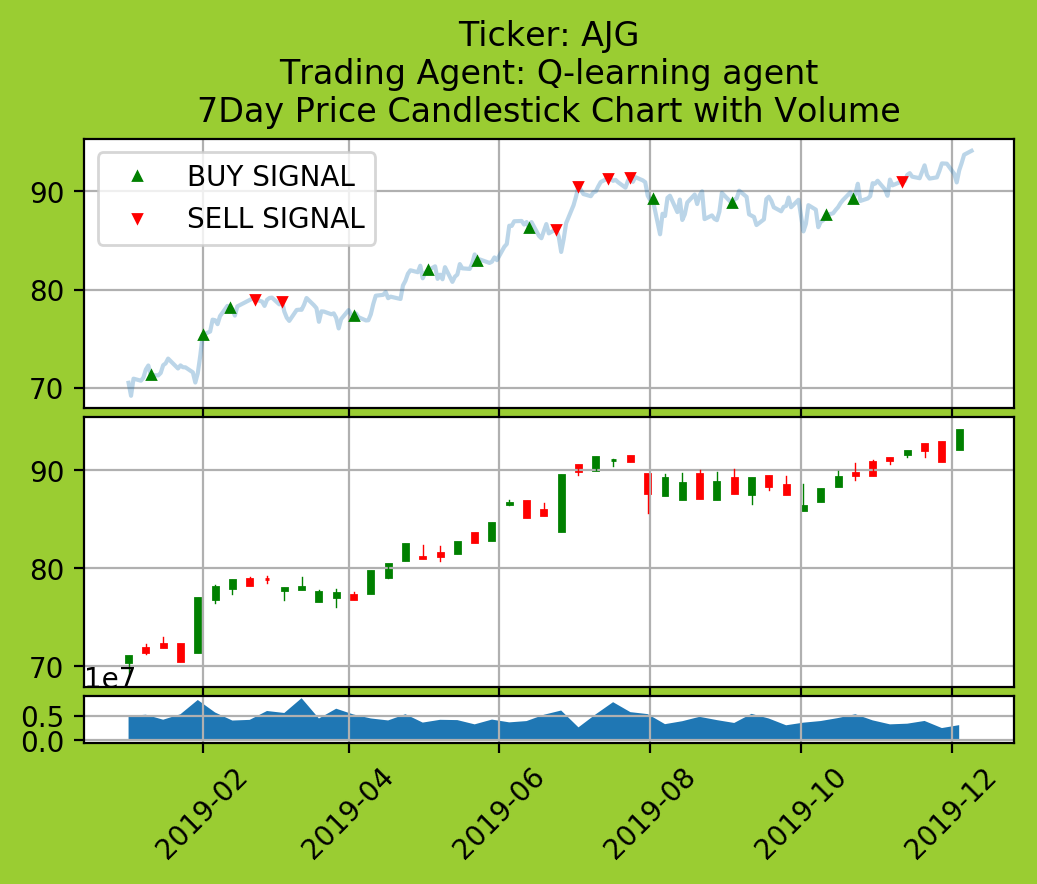 Ticker: AJG
Trading Agent: Q-learning agent
7Day Price Candlestick Chart with Volume
BUY SIGNAL
SELL SIGNAL
90
80
70
90
80
70
1e7
0.5
0.0
2019-02
2019-04
2019-06
2019-08
2019-10
2019-12